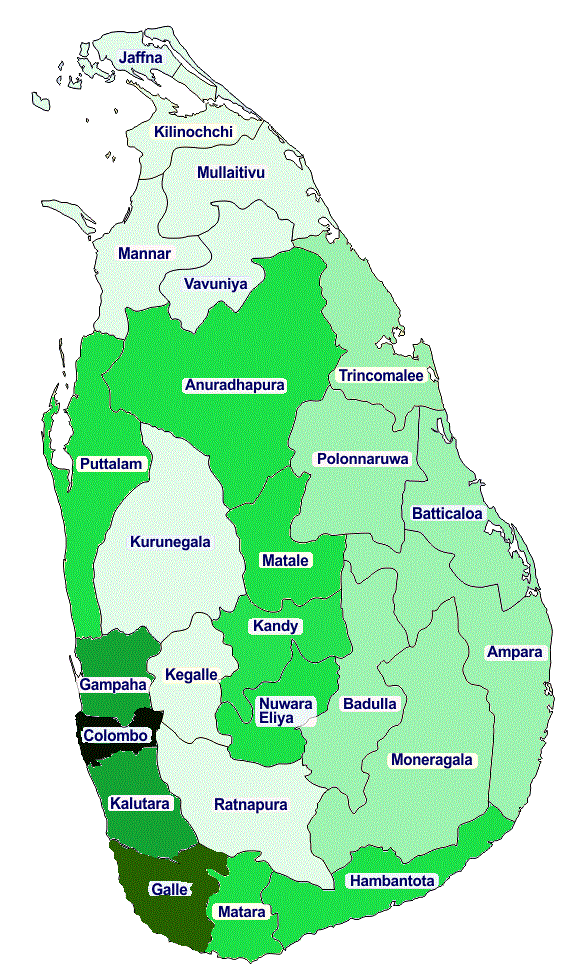 Jaffna
Kilinochchi
Mullaitivu
Mannar
Vavuniya
Trincomalee
Anuradhapura
Polonnaruwa
Puttalam
Batticaloa
Kurunegala
Matale
Kandy
Ampara
Kegalle
Gampaha
Nuwara
Eliya
Badulla
Colombo
Moneragala
Kalutara
Ratnapura
Hambantota
Galle
Matara